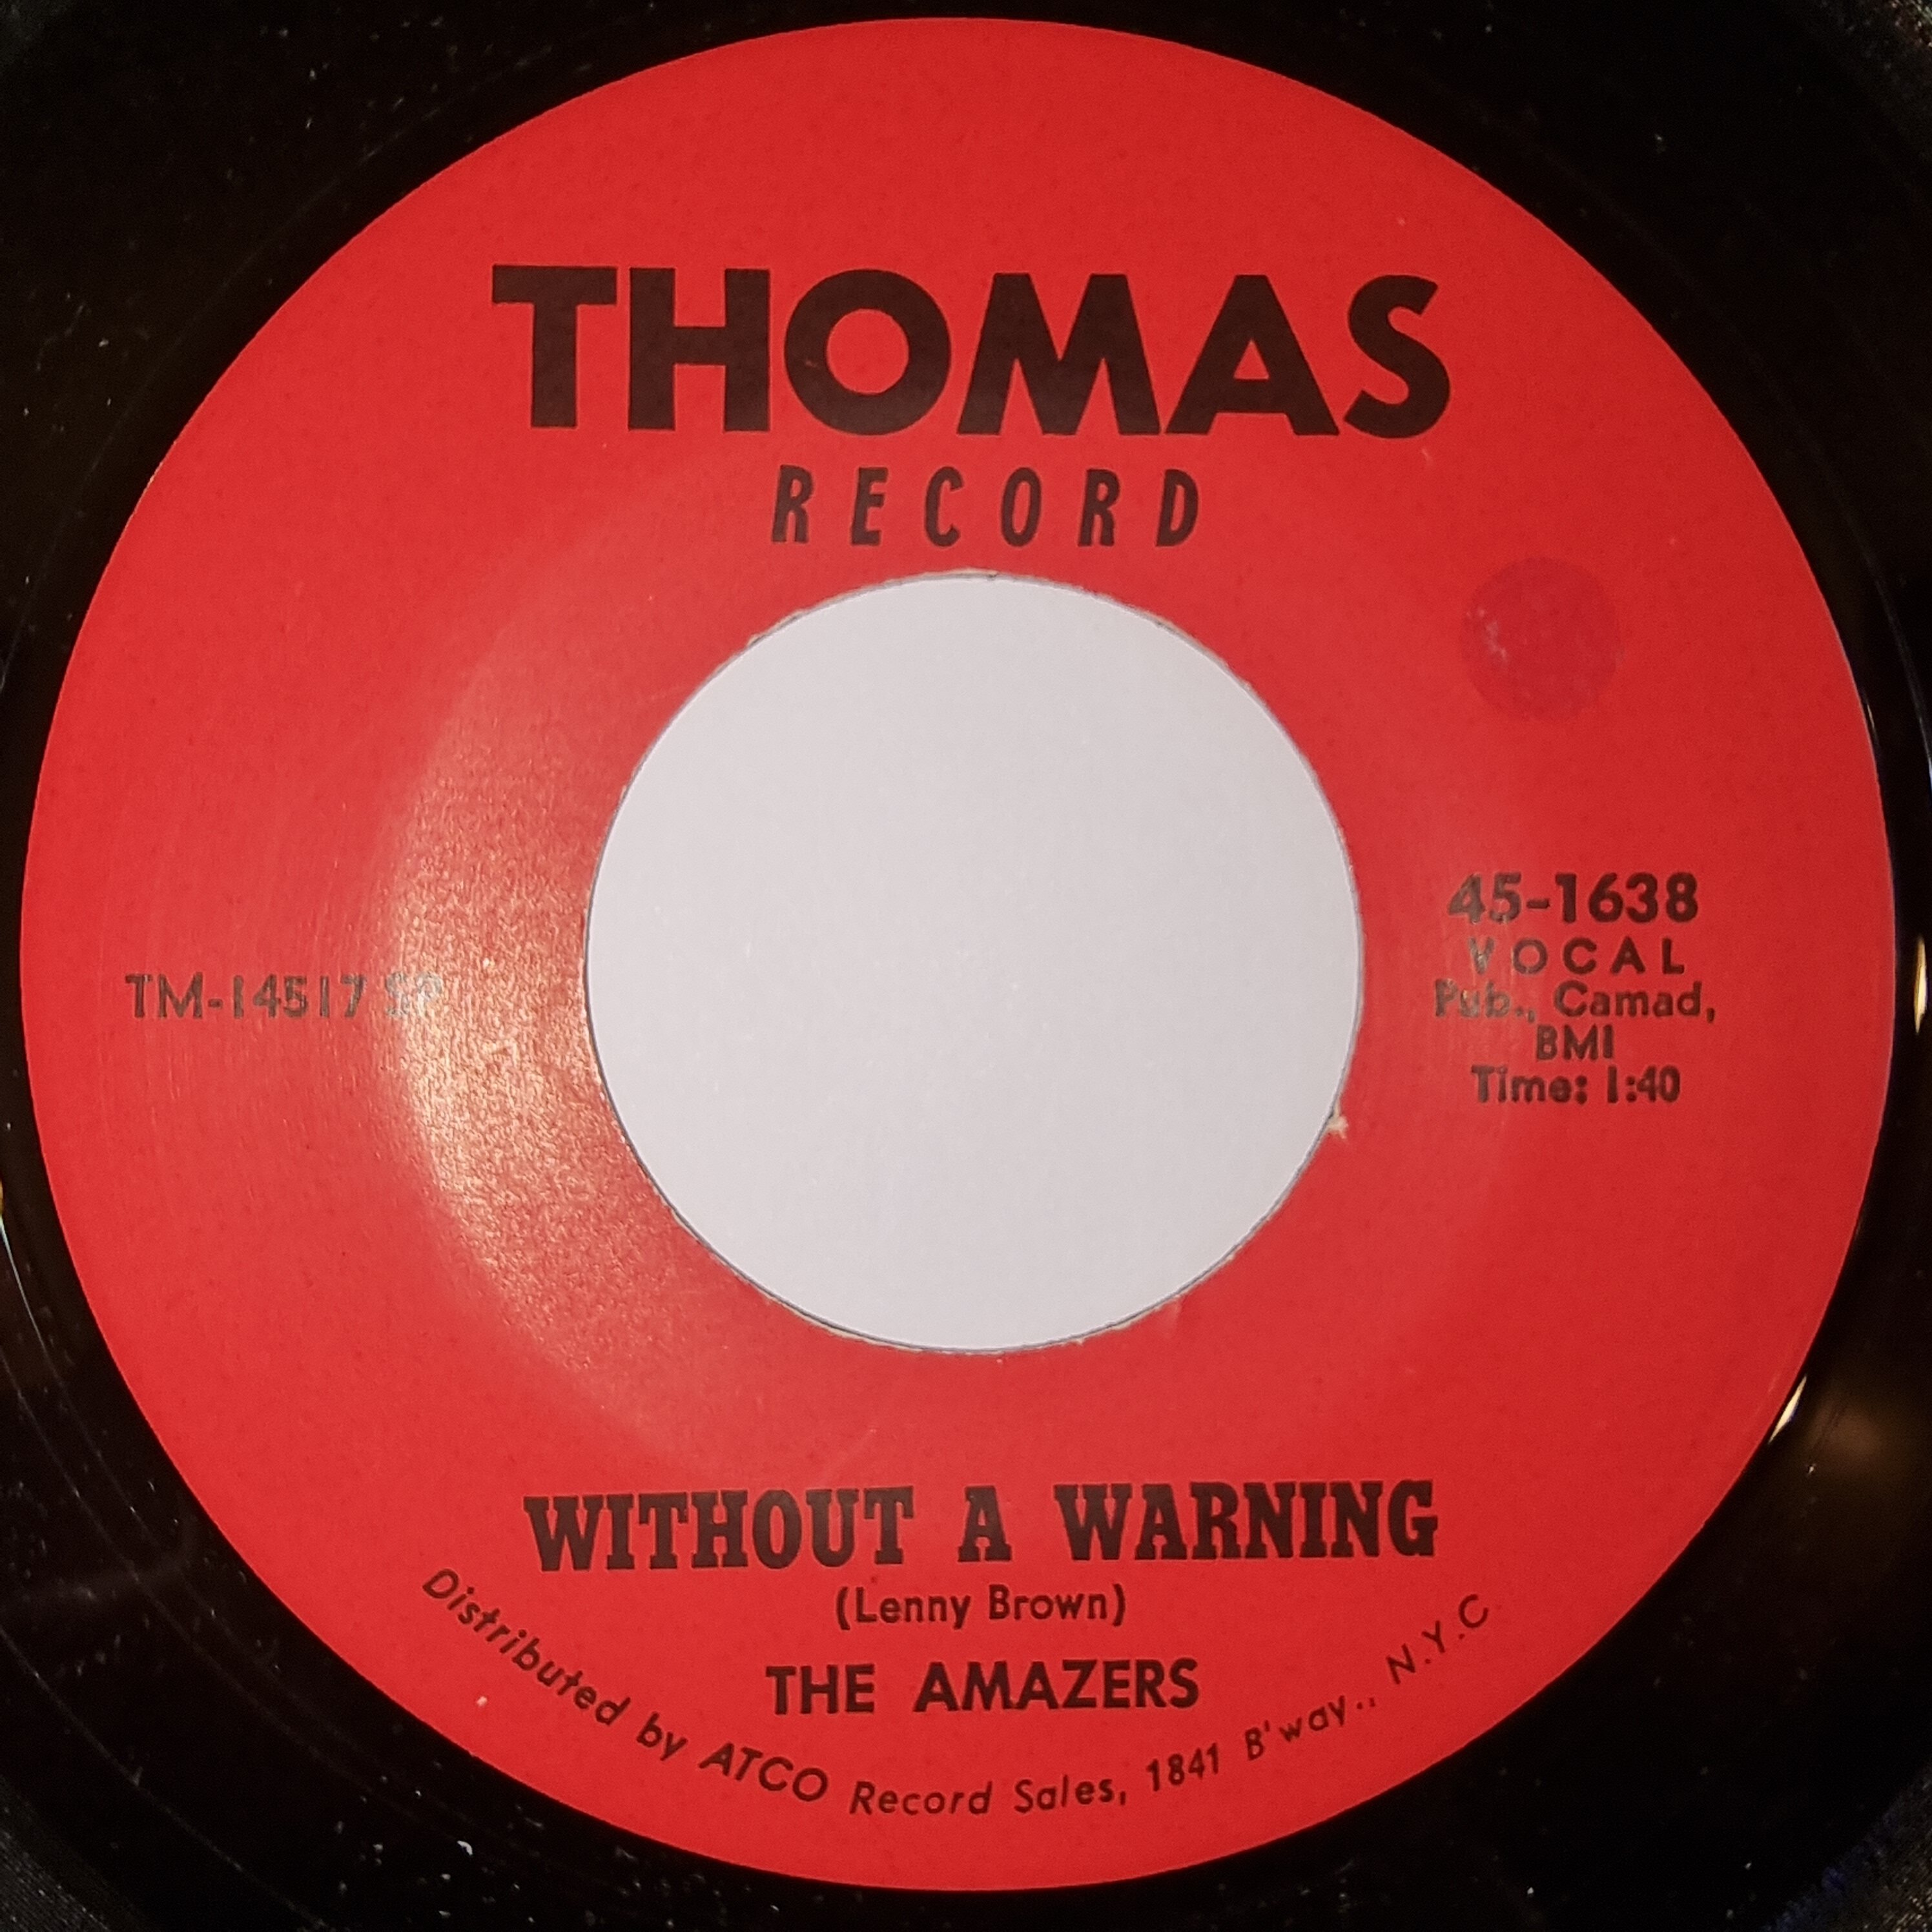 THOMAS
RECORD
TM-14517 SP
45-1638
VOCAL
Pub., Camad,
BMI
Time: 1:40
WITHOUT A WARNING
(Lenny Brown)
THE AMAZERS
Distributed by ATCO Record Sales, 1841 B'way., N.Y.C.